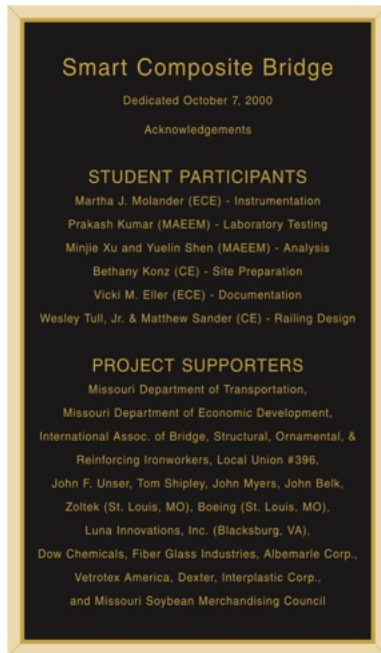 Smart Composite Bridge
Dedicated October 7, 2000
Acknowledgements
STUDENT PARTICIPANTS
Martha J. Molander (ECE) - Instrumentation
Prakash Kumar (MAEEM) - Laboratory Testing
Minjie Xu and Yuelin Shen (MAEEM) - Analysis
Bethany Konz (CE) - Site Preparation
Vicki M. Eller (ECE) - Documentation
Wesley Tull, Jr. & Matthew Sander (CE) - Railing Design
PROJECT SUPPORTERS
Missouri Department of Transportation,
Missouri Department of Economic Development,
International Assoc. of Bridge, Structural, Ornamental, &
Reinforcing Ironworkers, Local Union #396,
John F. Unser, Tom Shipley, John Myers, John Belk,
Zoltek (St. Louis, MO), Boeing (St. Louis, MO),
Luna Innovations, Inc. (Blacksburg, VA),
Dow Chemicals, Fiber Glass Industries, Albemarle Corp.,
Vetrotex America, Dexter, Interplastic Corp.,
and Missouri Soybean Merchandising Council